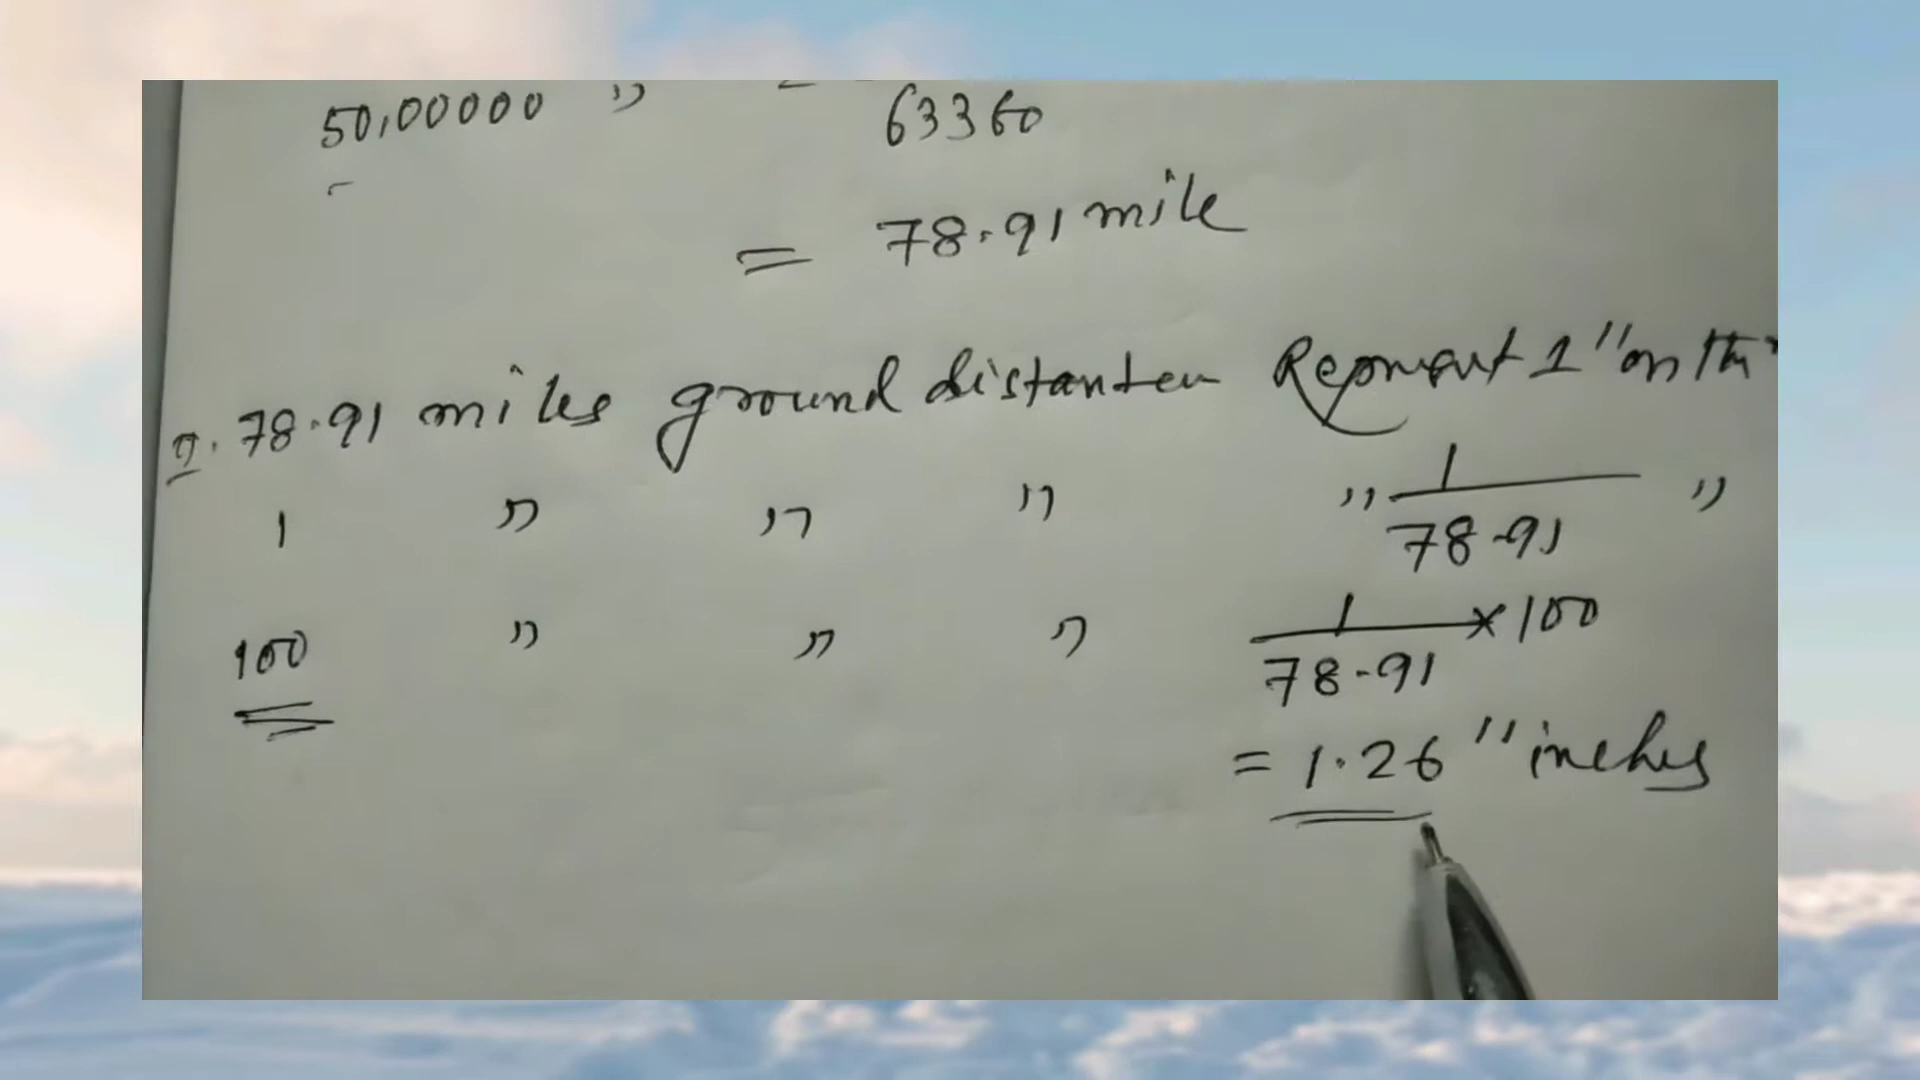 50,00000 " 63360
= 78.91 mile
78.91 miles ground distanten Represent 1" on the
1 " " " " 1/78.91 "
100 " " " 1/78.91 × 100
= 1.26 " inches